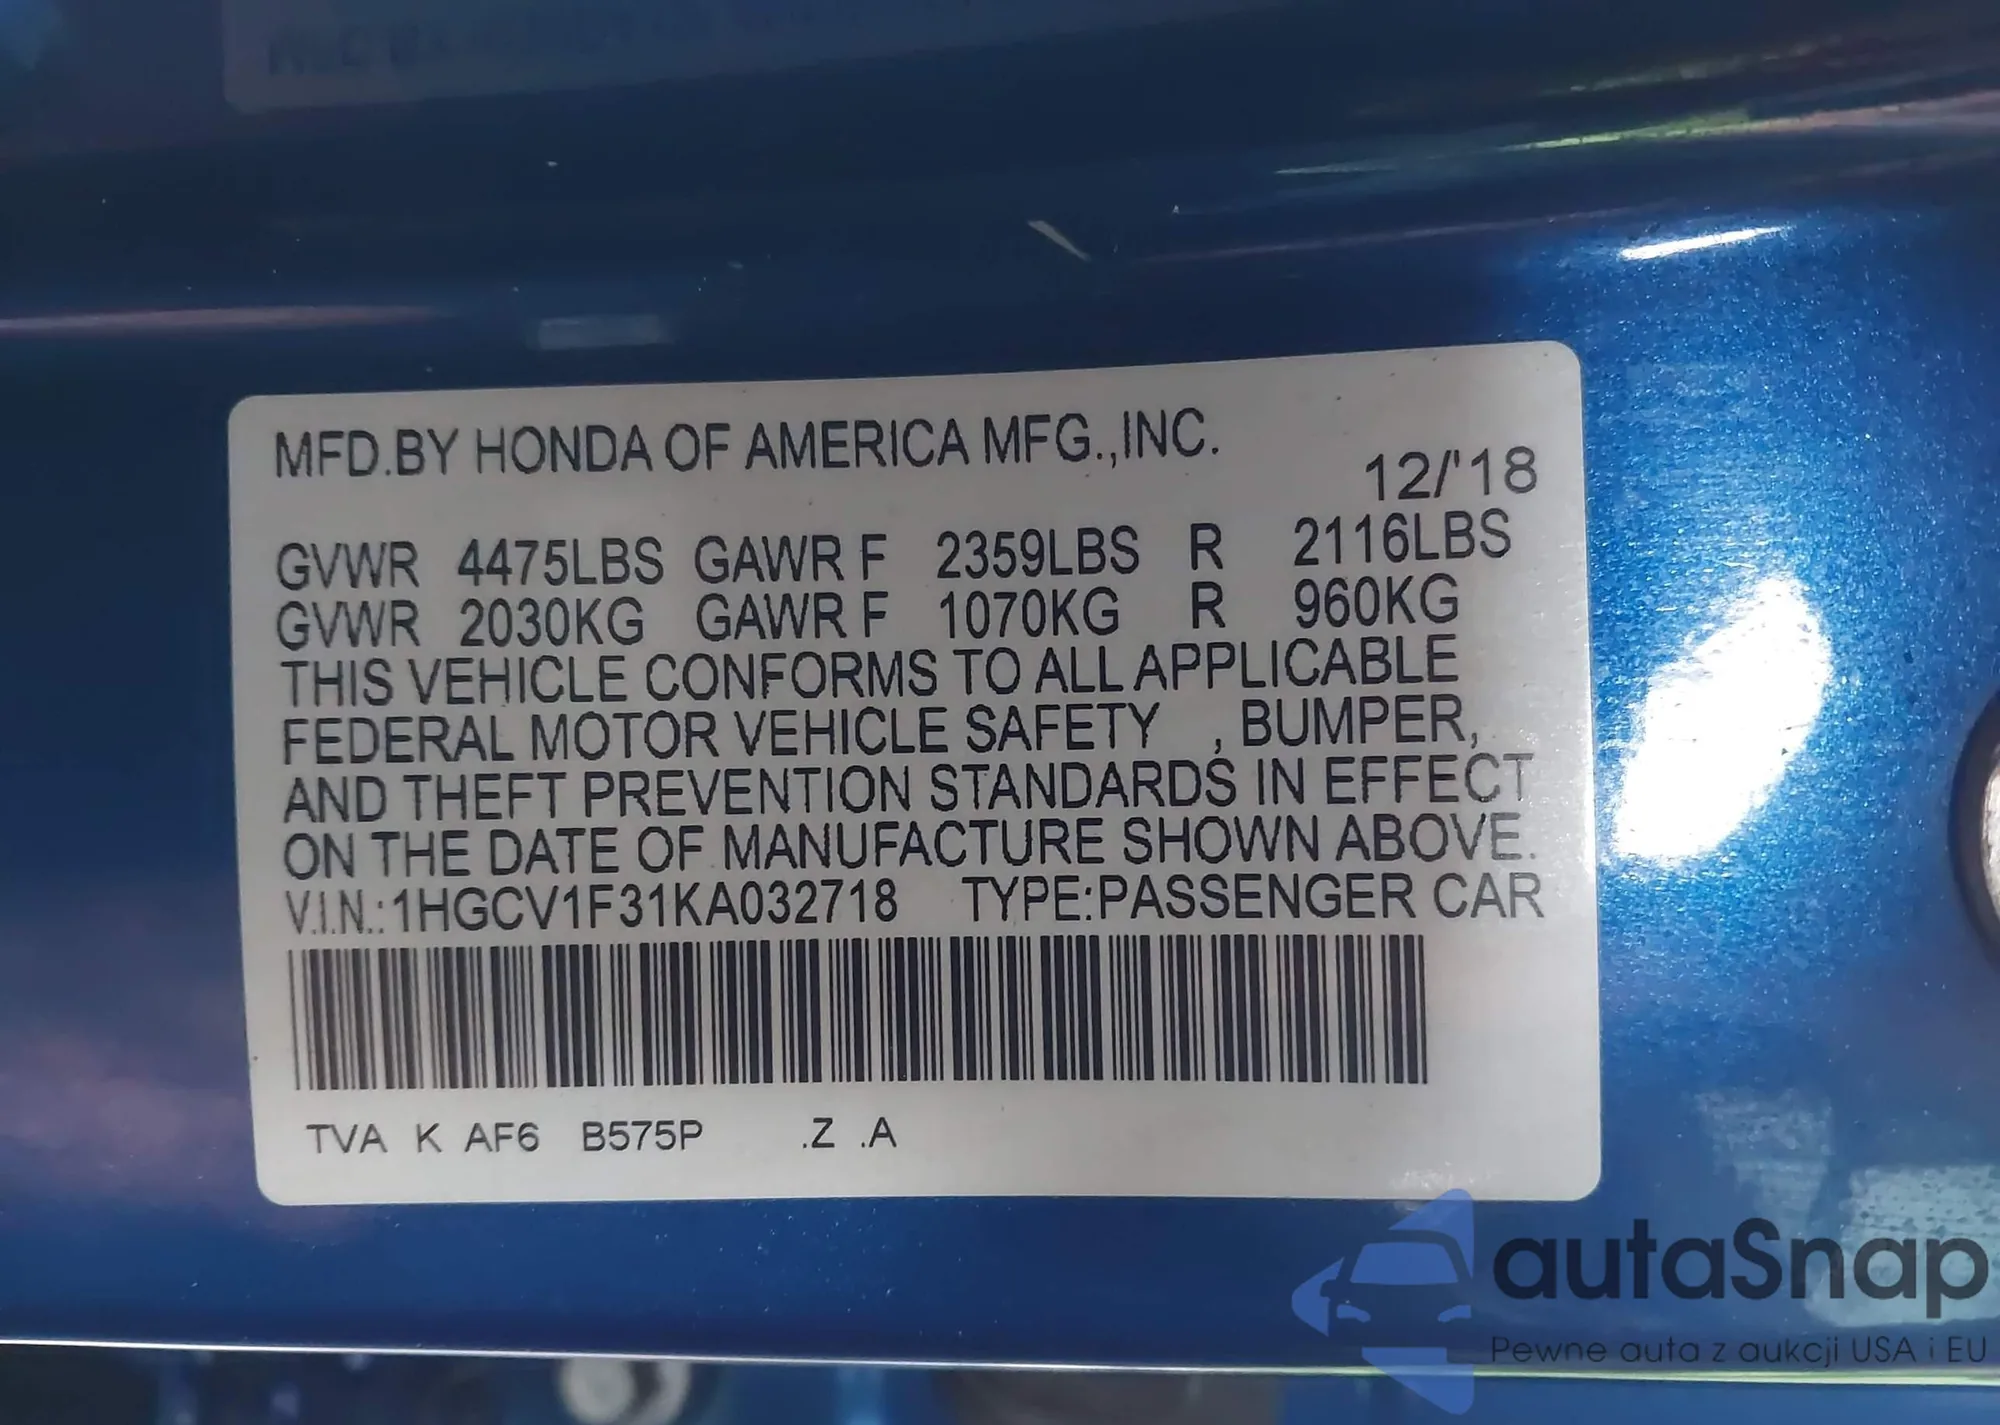 MFD.BY HONDA OF AMERICA MFG.,INC.
12/'18
GVWR 4475LBS GAWR F 2359LBS R 2116LBS
GVWR 2030KG GAWR F 1070KG R 960KG
THIS VEHICLE CONFORMS TO ALL APPLICABLE
FEDERAL MOTOR VEHICLE SAFETY , BUMPER,
AND THEFT PREVENTION STANDARDS IN EFFECT
ON THE DATE OF MANUFACTURE SHOWN ABOVE.
V.I.N.:1HGCV1F31KA032718 TYPE:PASSENGER CAR
TVA K AF6 B575P .Z .A
autaSnap
Pewne auta z aukcji USA i EU